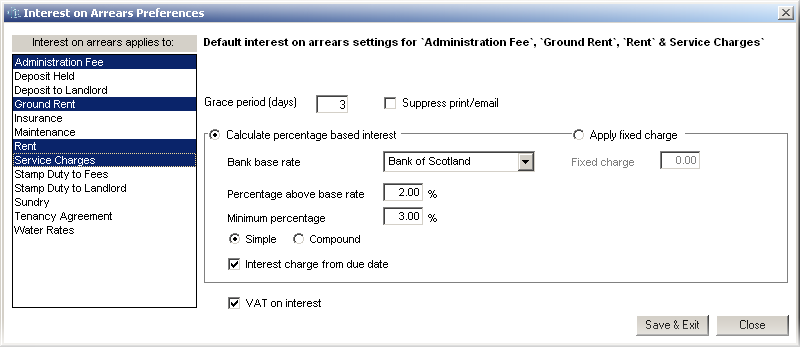 Interest on Arrears Preferences
Interest on arrears applies to:
Administration Fee
Deposit Held
Deposit to Landlord
Ground Rent
Insurance
Maintenance
Rent
Service Charges
Stamp Duty to Fees
Stamp Duty to Landlord
Sundry
Tenancy Agreement
Water Rates
Default interest on arrears settings for `Administration Fee`, `Ground Rent`, `Rent` & Service Charges`
Grace period (days) 3 Suppress print/email
Calculate percentage based interest Apply fixed charge
Bank base rate Bank of Scotland Fixed charge 0.00
Percentage above base rate 2.00 %
Minimum percentage 3.00 %
Simple Compound
Interest charge from due date
VAT on interest
Save & Exit Close